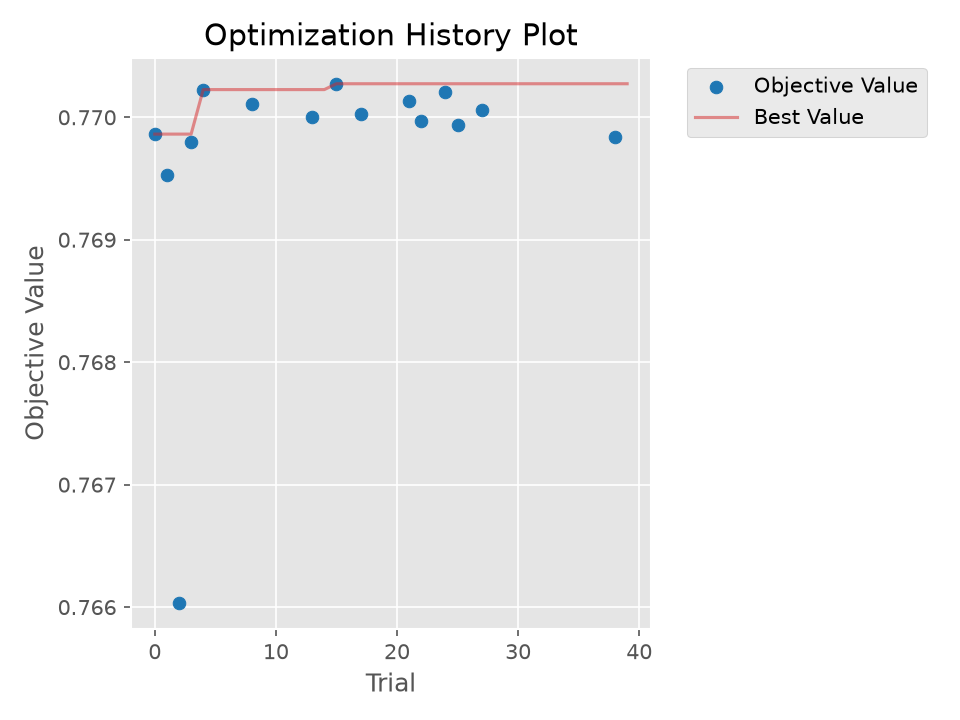 Optimization History Plot
Objective Value
Best Value
0.770
0.769
0.768
0.767
0.766
Objective Value
0
10
20
30
40
Trial